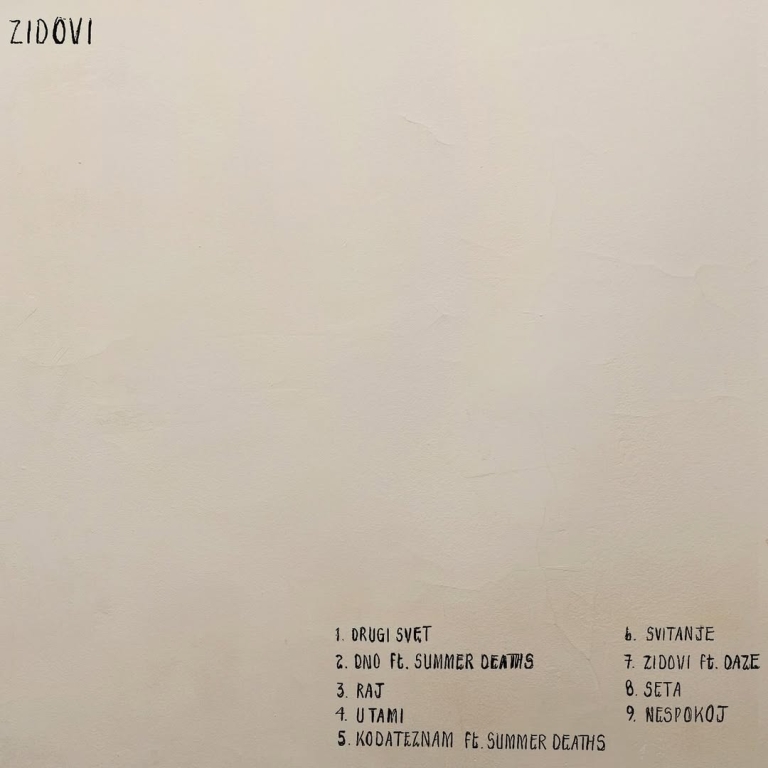 ZIDOVI
1. DRUGI SVET
2. DNO ft. SUMMER DEATHS
3. RAJ
4. U TAMI
5. KODATEZNAM ft. SUMMER DEATHS
6. SVITANJE
7. ZIDOVI ft. DAZE
8. SETA
9. NESPOKOJ